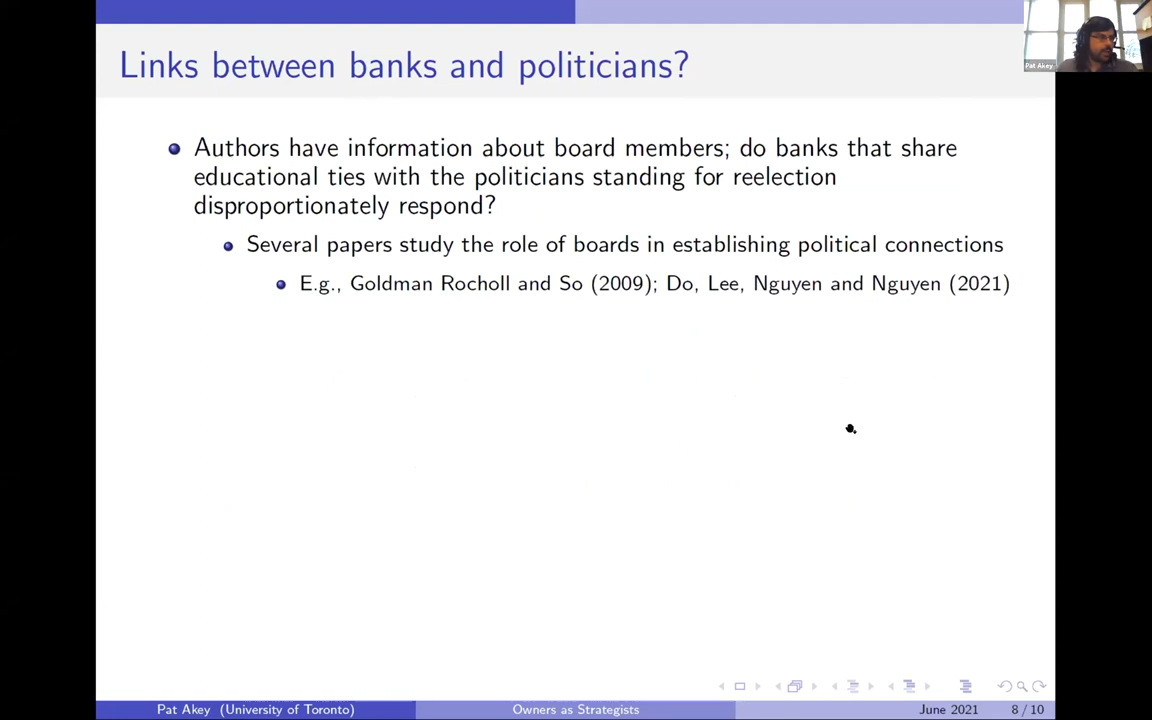 Links between banks and politicians?
Pat Akey
Authors have information about board members; do banks that share
educational ties with the politicians standing for reelection
disproportionately respond?
Several papers study the role of boards in establishing political connections
E.g., Goldman Rocholl and So (2009); Do, Lee, Nguyen and Nguyen (2021)
Pat Akey (University of Toronto) Owners as Strategists June 2021 8 / 10